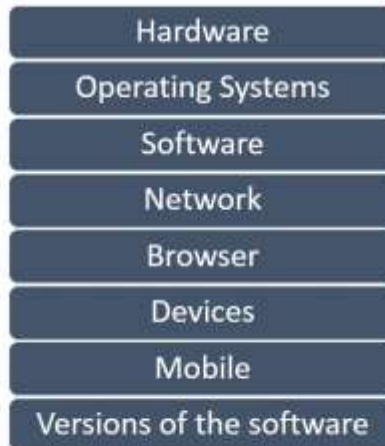 Hardware
Operating Systems
Software
Network
Browser
Devices
Mobile
Versions of the software